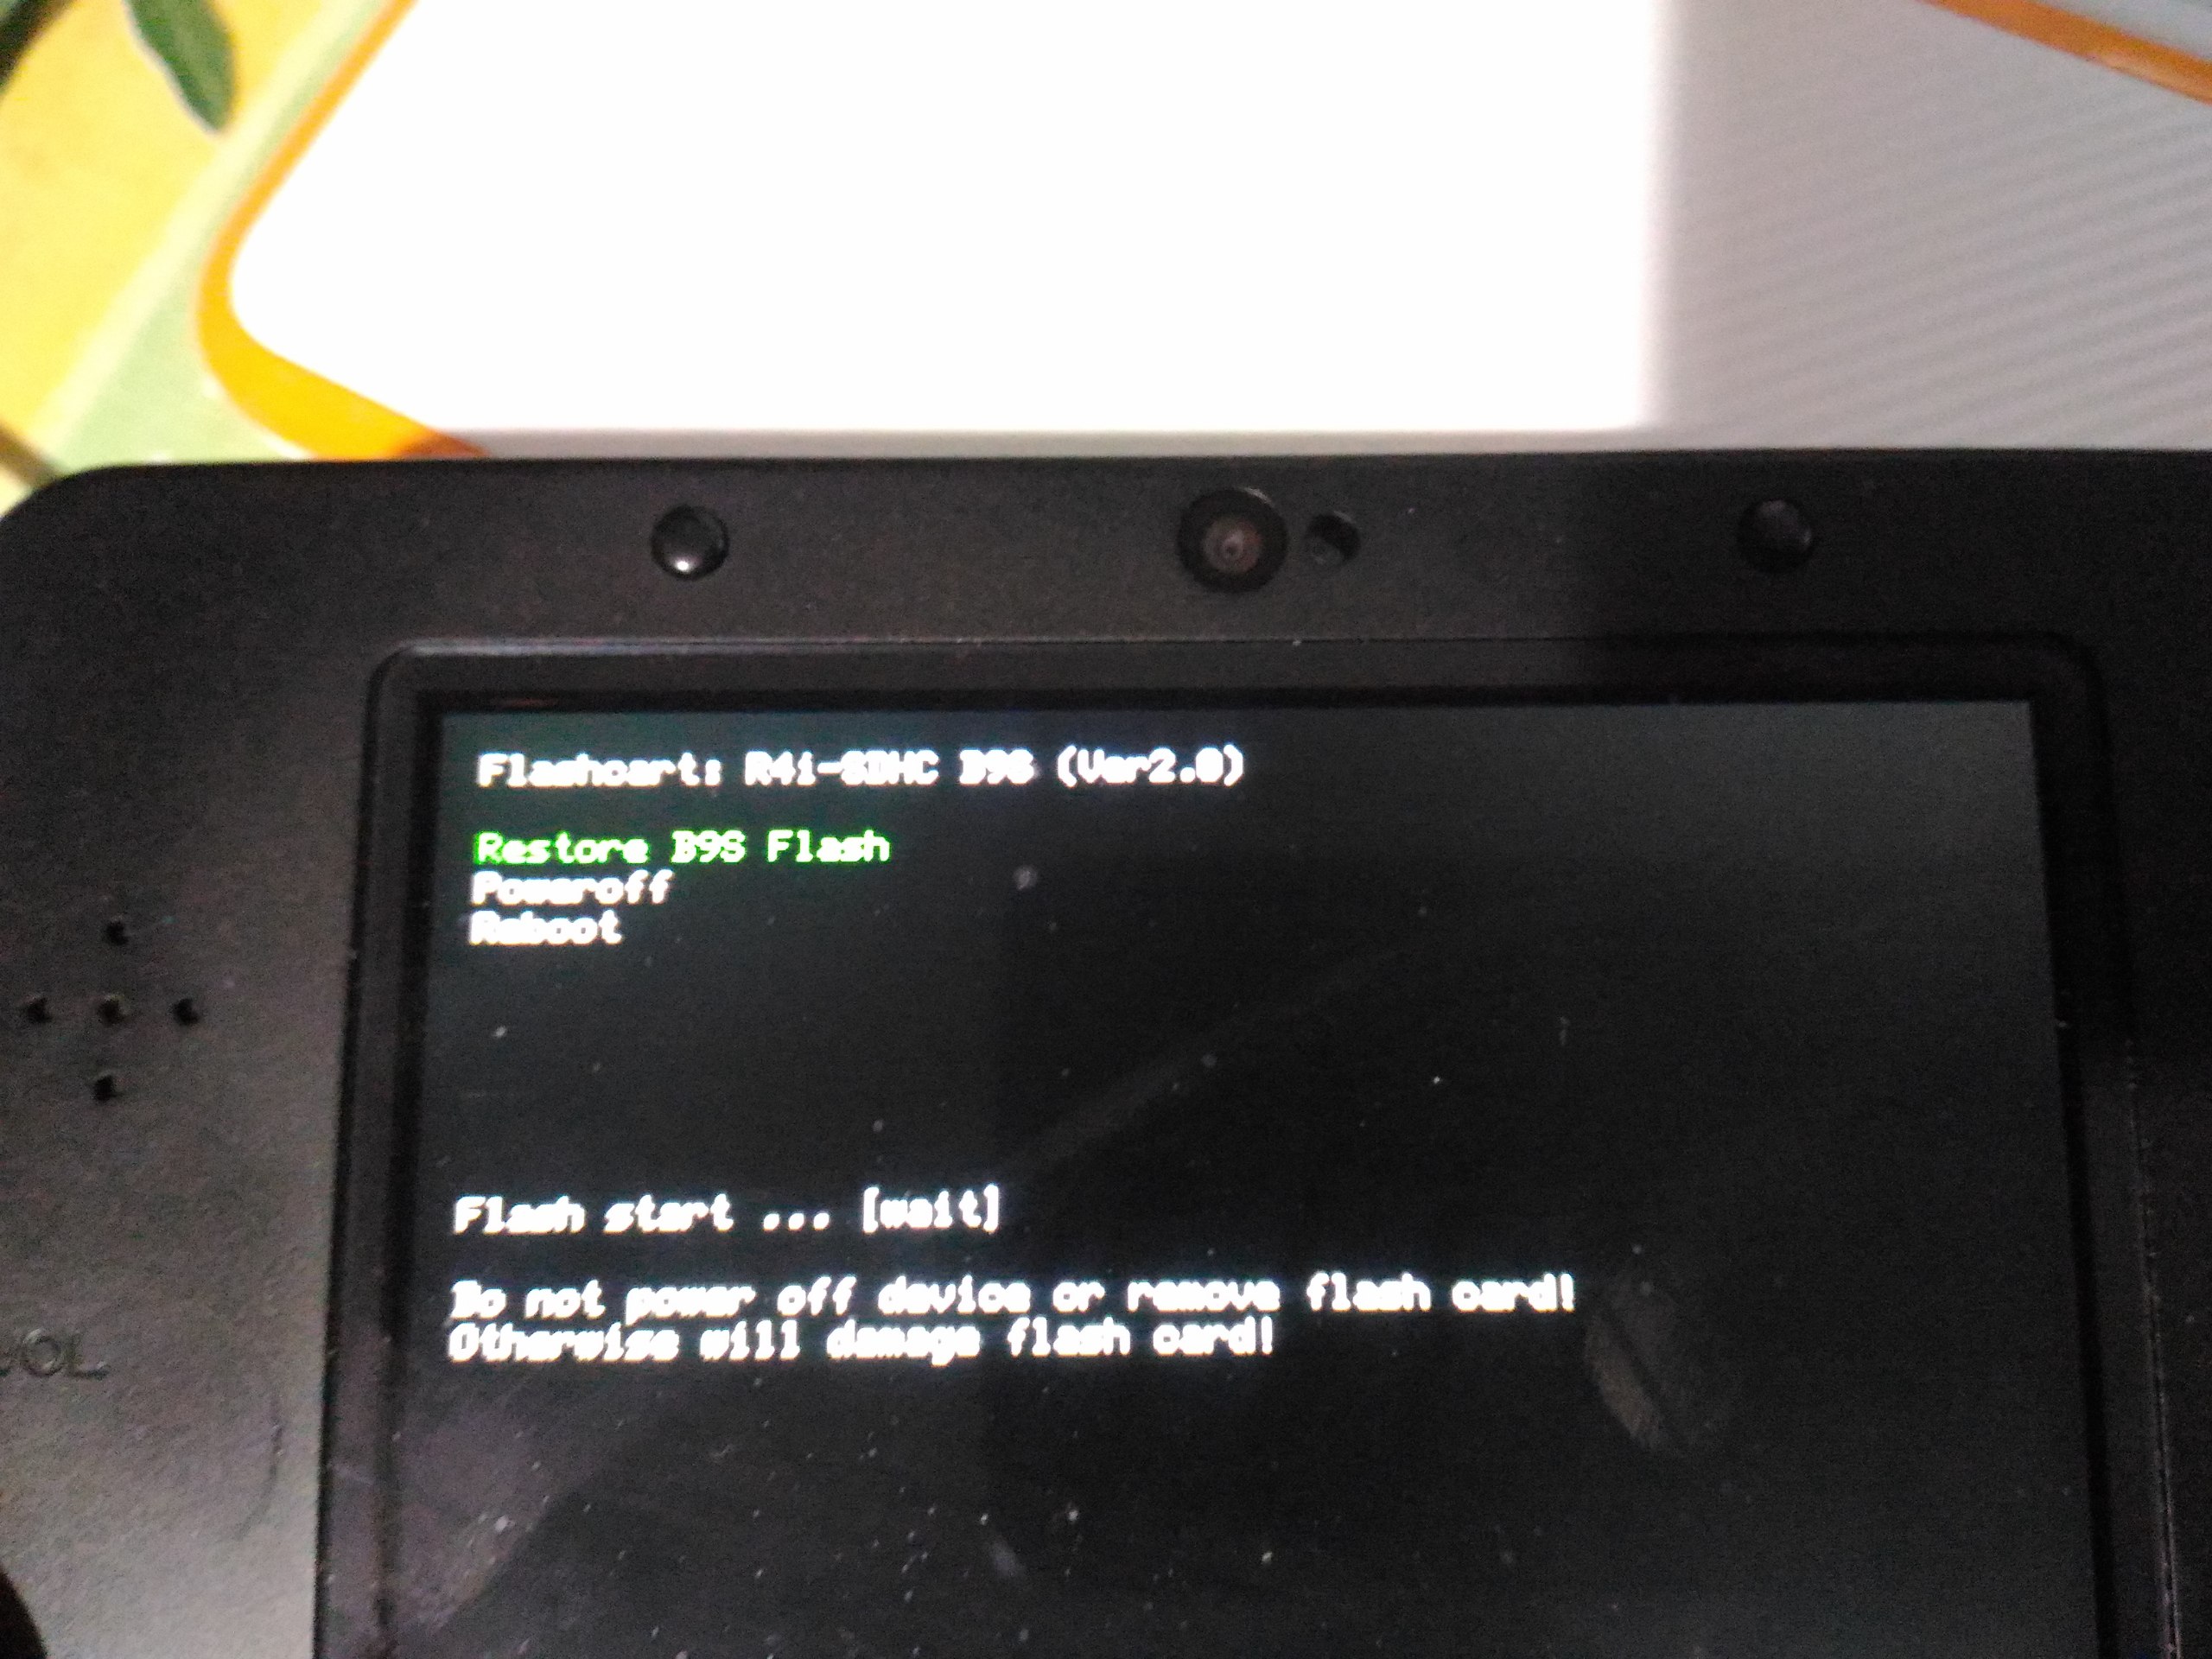 Flashcart: R4i-SDHC B9S (Ver2.0)
Restore B9S Flash
Poweroff
Reboot
Flash start ... [wait]
Do not power off device or remove flash card!
Otherwise will damage flash card!
VOL